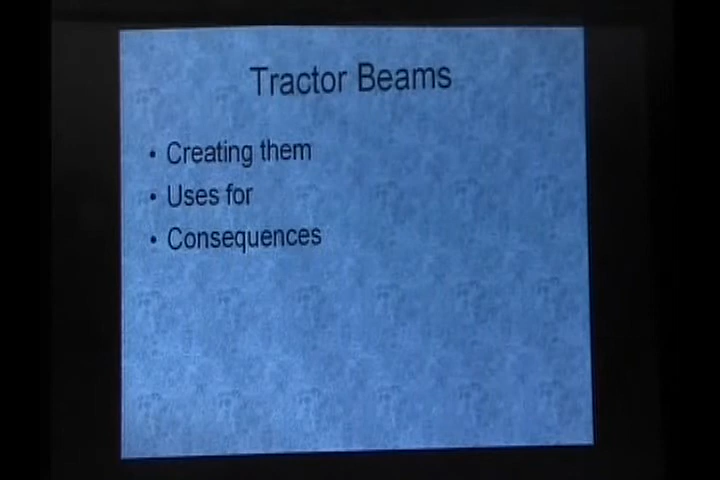 Tractor Beams
• Creating them
• Uses for
• Consequences